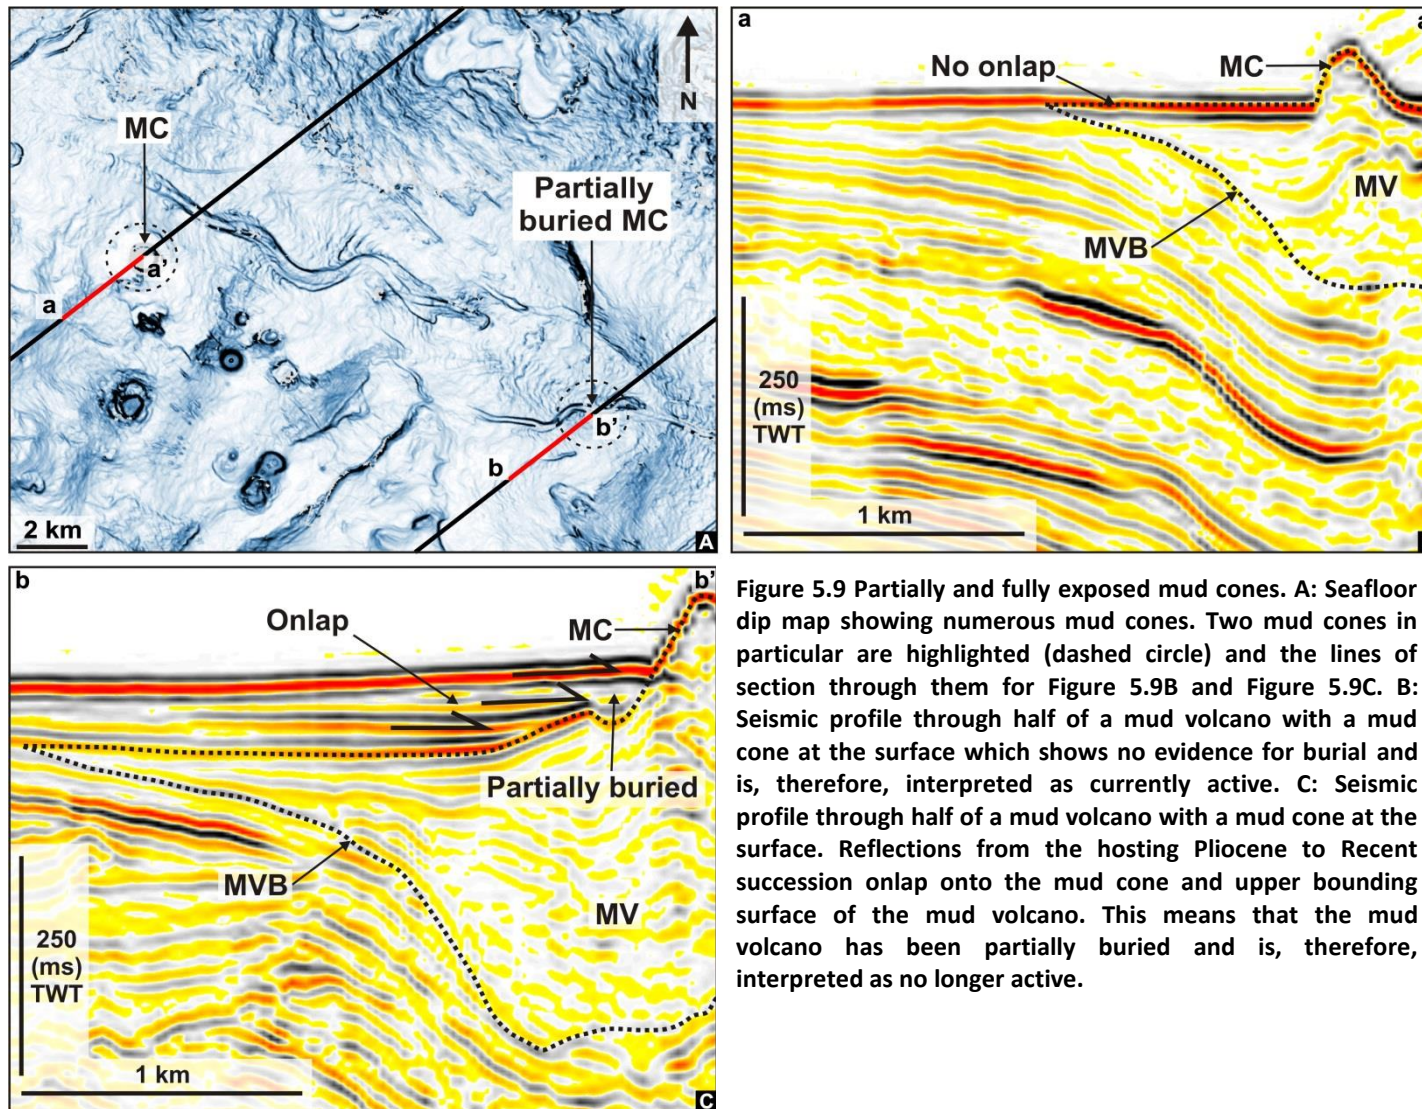 N
MC
a'
a
Partially
buried MC
b'
b
2 km
A
a
No onlap
MC
MV
MVB
250
(ms)
TWT
1 km
b
b'
Onlap
MC
Partially buried
MVB
MV
250
(ms)
TWT
1 km
C
Figure 5.9 Partially and fully exposed mud cones. A: Seafloor
dip map showing numerous mud cones. Two mud cones in
particular are highlighted (dashed circle) and the lines of
section through them for Figure 5.9B and Figure 5.9C. B:
Seismic profile through half of a mud volcano with a mud
cone at the surface which shows no evidence for burial and
is, therefore, interpreted as currently active. C: Seismic
profile through half of a mud volcano with a mud cone at the
surface. Reflections from the hosting Pliocene to Recent
succession onlap onto the mud cone and upper bounding
surface of the mud volcano. This means that the mud
volcano has been partially buried and is, therefore,
interpreted as no longer active.